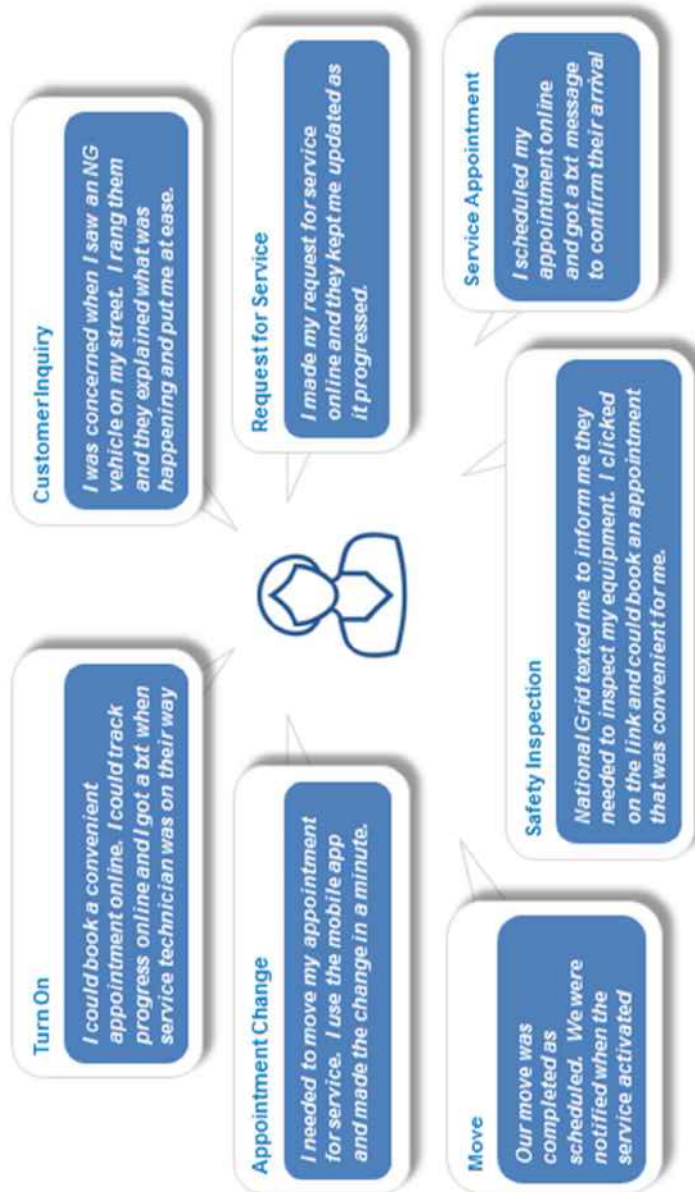 Turn On
I could book a convenient
appointment online. I could track
progress online and I got a txt when
service technician was on their way
Customer Inquiry
I was concerned when I saw an NG
vehicle on my street. I rang them
and they explained what was
happening and put me at ease.
Appointment Change
I needed to move my appointment
for service. I use the mobile app
and made the change in a minute.
Request for Service
I made my request for service
online and they kept me updated as
it progressed.
Move
Our move was
completed as
scheduled. We were
notified when the
service activated
Safety Inspection
National Grid texted me to inform me they
needed to inspect my equipment. I clicked
on the link and could book an appointment
that was convenient for me.
Service Appointment
I scheduled my
appointment online
and got a txt message
to confirm their arrival